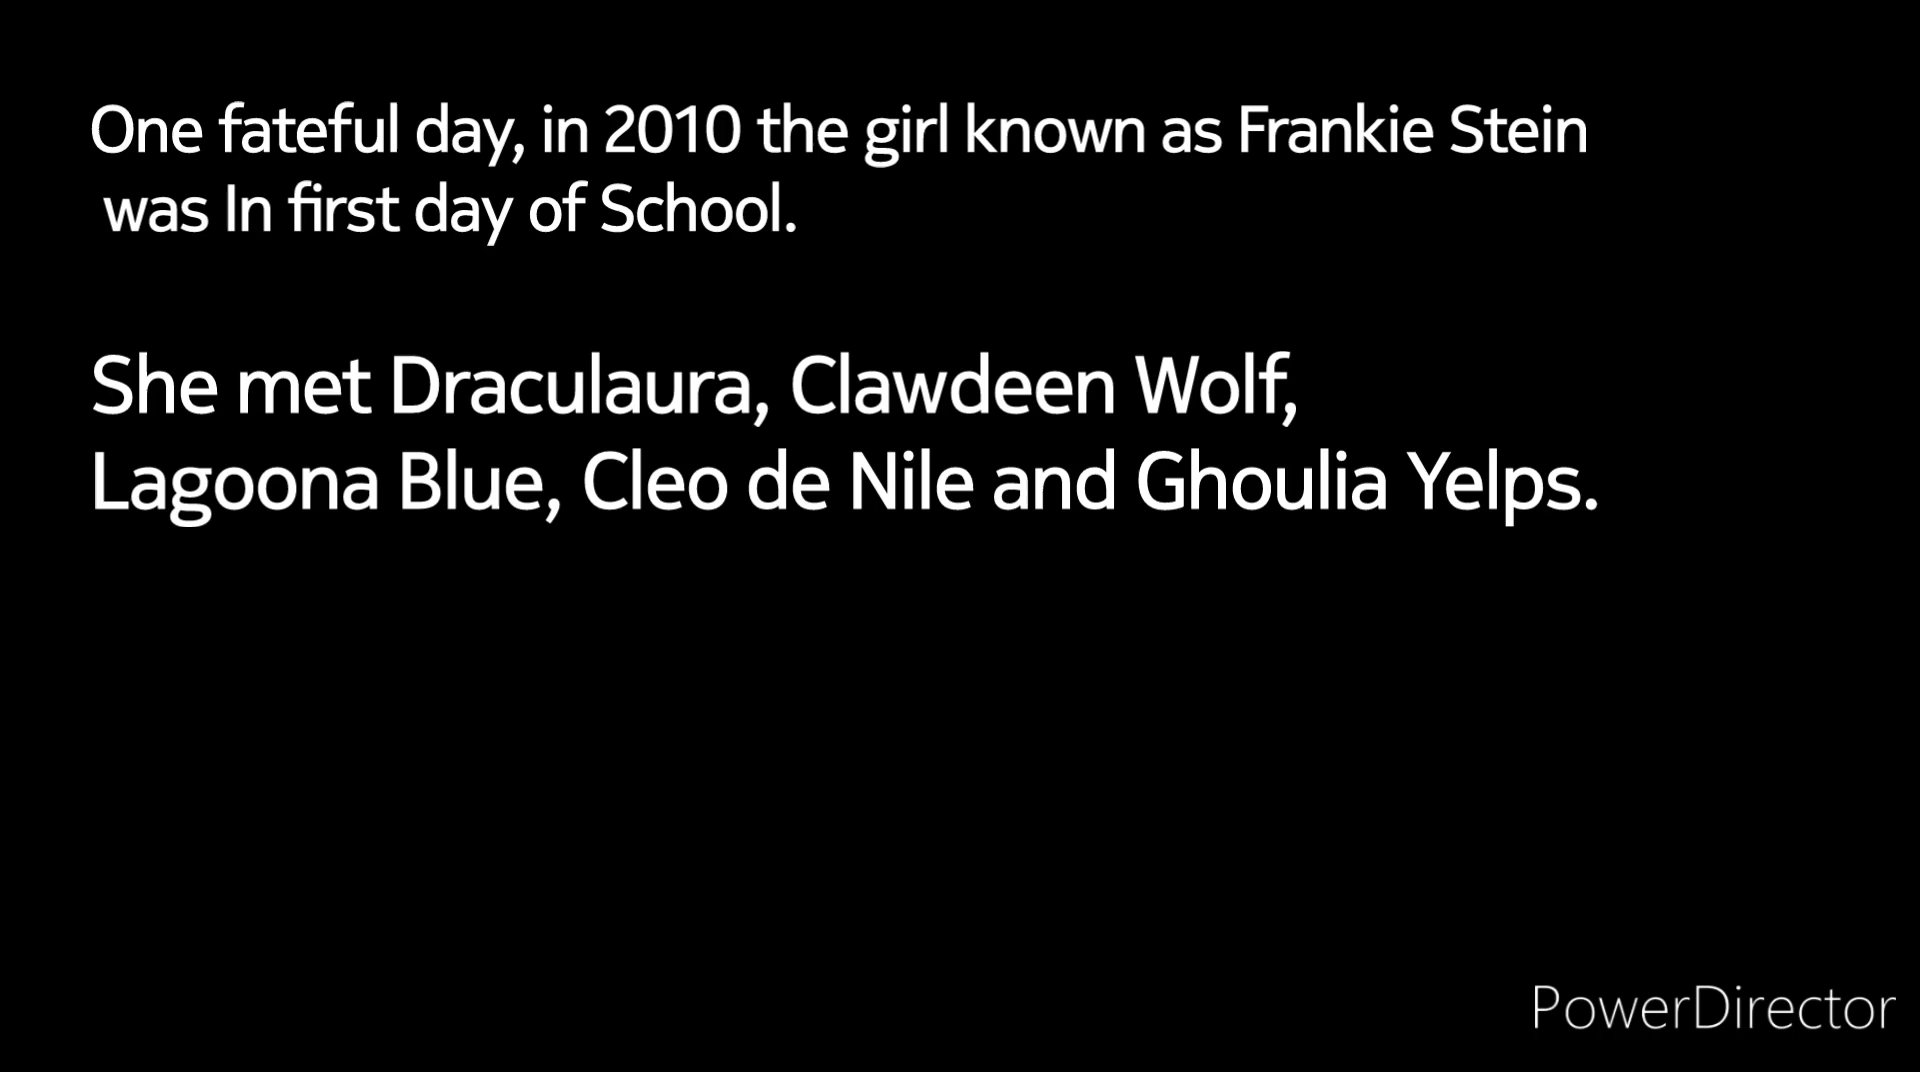 One fateful day, in 2010 the girl known as Frankie Stein
was In first day of School.
She met Draculaura, Clawdeen Wolf,
Lagoona Blue, Cleo de Nile and Ghoulia Yelps.
PowerDirector